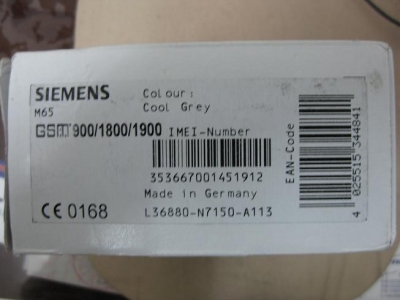 SIEMENS
M65
Colour:
Cool Grey
GSM 900/1800/1900 IMEI-Number
353667001451912
Made in Germany
CE 0168
L36880-N7150-A113
EAN-Code
4 025515 344841